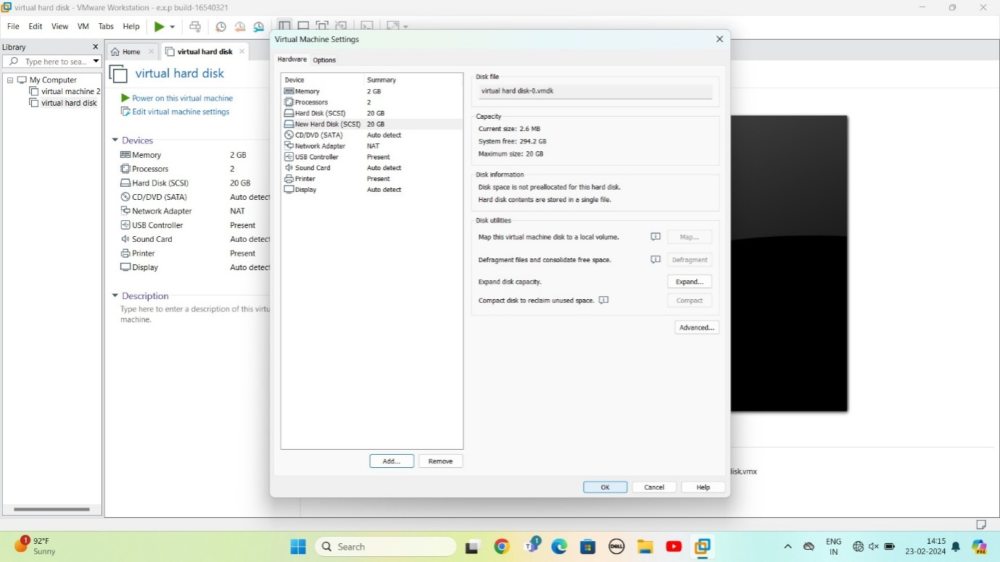 virtual hard disk - VMware Workstation - e.x.p build-16540321
File Edit View VM Tabs Help
Library
Type here to sea...
My Computer
virtual machine 2
virtual hard disk
Home
virtual hard disk
virtual hard disk
Power on this virtual machine
Edit virtual machine settings
Devices
Memory 2 GB
Processors 2
Hard Disk (SCSI) 20 GB
CD/DVD (SATA) Auto detect
Network Adapter NAT
USB Controller Present
Sound Card Auto detect
Printer Present
Display Auto detect
Description
Type here to enter a description of this virtu
machine.
Virtual Machine Settings
Hardware Options
Device Summary
Memory 2 GB
Processors 2
Hard Disk (SCSI) 20 GB
New Hard Disk (SCSI) 20 GB
CD/DVD (SATA) Auto detect
Network Adapter NAT
USB Controller Present
Sound Card Auto detect
Printer Present
Display Auto detect
Add... Remove
Disk file
virtual hard disk-0.vmdk
Capacity
Current size: 2.6 MB
System free: 294.2 GB
Maximum size: 20 GB
Disk information
Disk space is not preallocated for this hard disk.
Hard disk contents are stored in a single file.
Disk utilities
Map this virtual machine disk to a local volume. Map...
Defragment files and consolidate free space. Defragment
Expand disk capacity. Expand...
Compact disk to reclaim unused space. Compact
Advanced...
OK Cancel Help
lisk.vmx
1
92°F
Sunny
Search
1
DELL
ENG
IN
14:15
23-02-2024
PRE